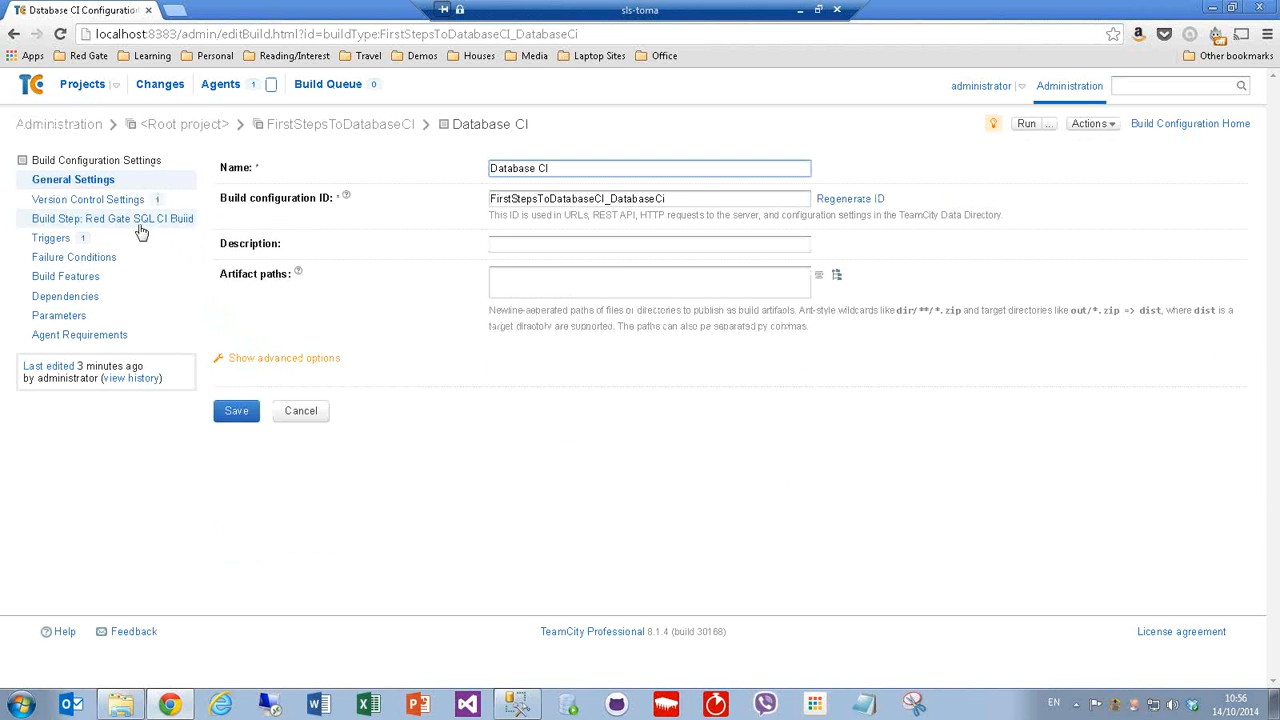 Database CI Configuratio
sls-toma
localhost:8383/admin/editBuild.html?id=buildType:FirstStepsToDatabaseCI_DatabaseCi
Apps Red Gate Learning Personal Reading/Interest Travel Demos Houses Media Laptop Sites Office Other bookmarks
TC Projects Changes Agents 1 Build Queue 0 administrator Administration
Administration > <Root project> > FirstStepsToDatabaseCI > Database CI Run ... Actions Build Configuration Home
Build Configuration Settings
General Settings
Version Control Settings 1
Build Step: Red Gate SQL CI Build
Triggers 1
Failure Conditions
Build Features
Dependencies
Parameters
Agent Requirements
Last edited 3 minutes ago
by administrator (view history)
Name: * Database CI
Build configuration ID: * FirstStepsToDatabaseCI_DatabaseCi Regenerate ID
This ID is used in URLs, REST API, HTTP requests to the server, and configuration settings in the TeamCity Data Directory.
Description:
Artifact paths:
Newline-separated paths of files or directories to publish as build artifacts. Ant-style wildcards like dir/**/*.zip and target directories like out/*.zip => dist, where dist is a
target directory are supported. The paths can also be separated by commas.
Show advanced options
Save Cancel
Help Feedback TeamCity Professional 8.1.4 (build 30168) License agreement
EN 10:56
14/10/2014